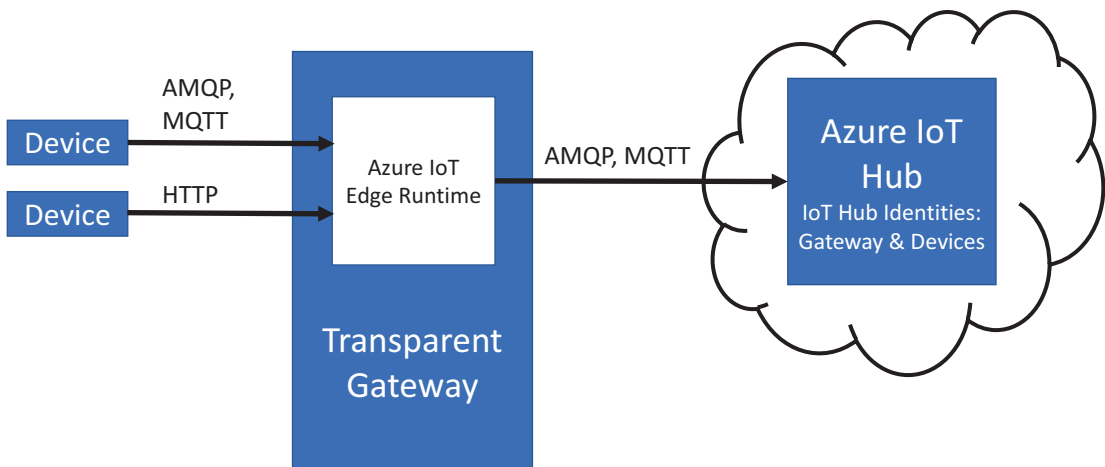 AMQP,
MQTT
Device
Device
HTTP
Azure IoT
Edge Runtime
Transparent
Gateway
AMQP, MQTT
Azure IoT
Hub
IoT Hub Identities:
Gateway & Devices